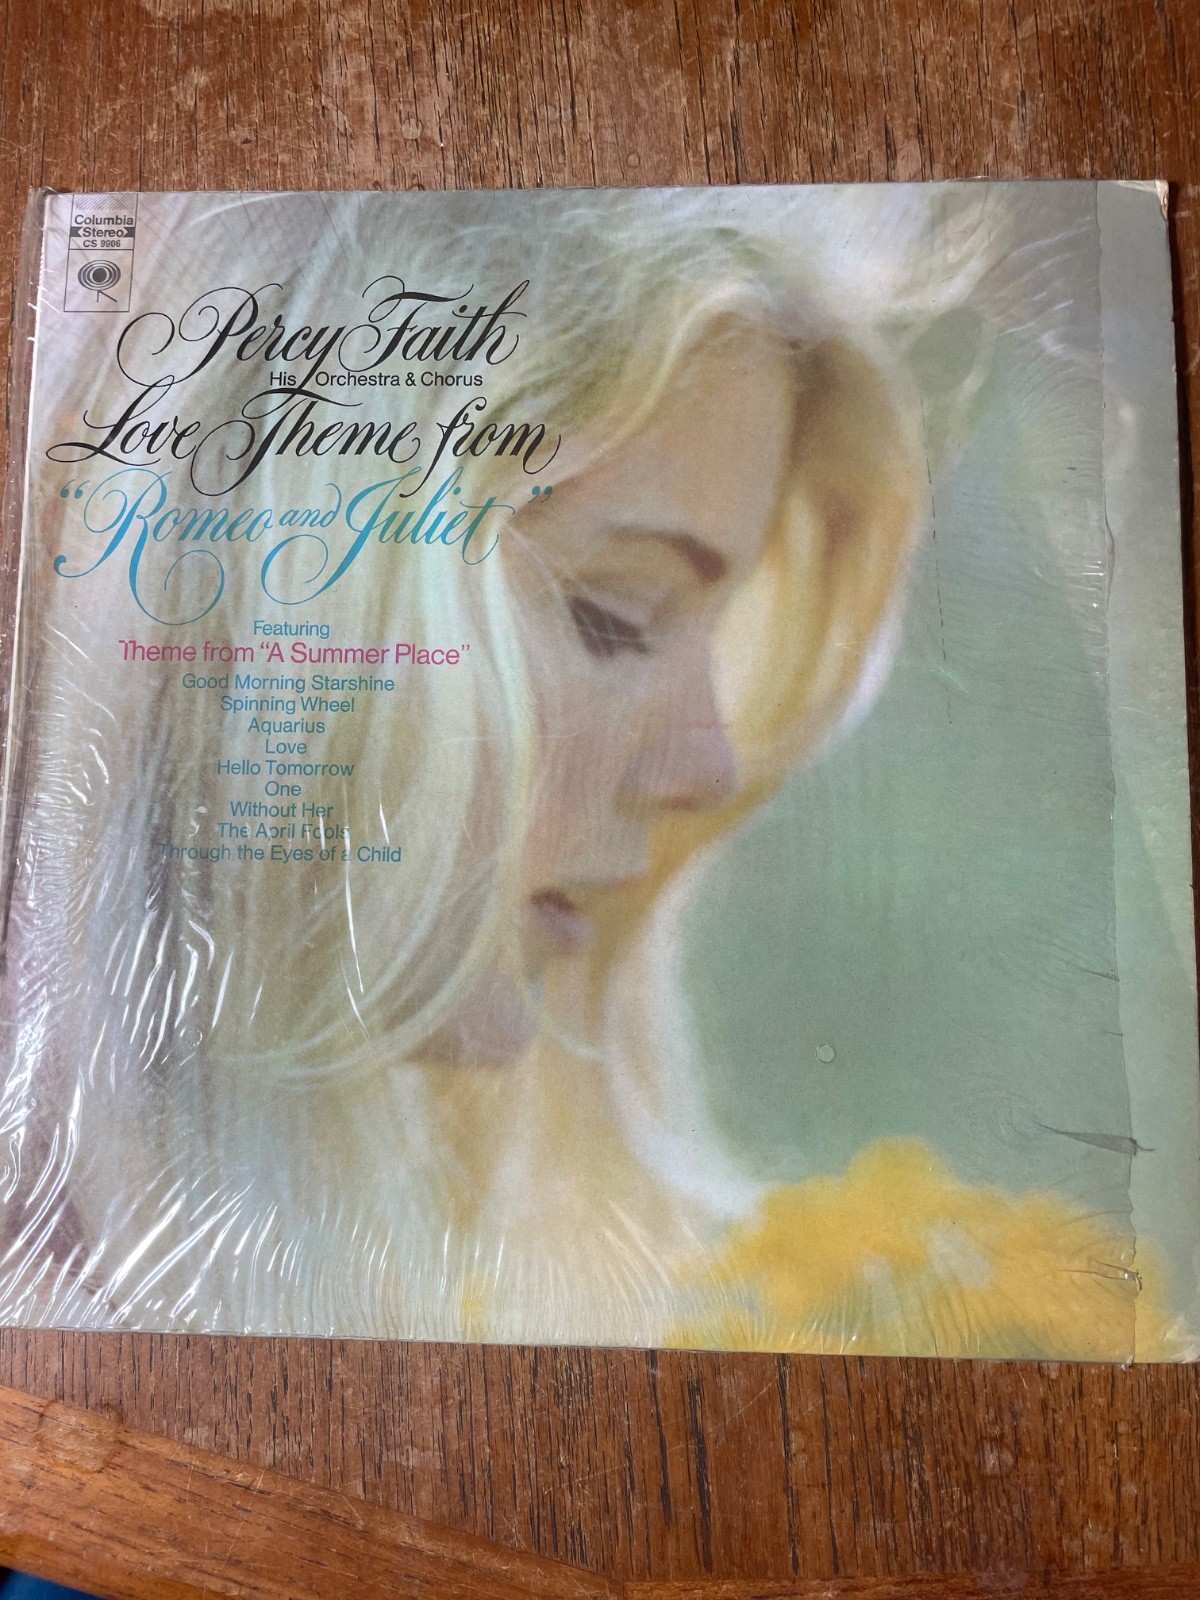 Columbia
Stereo
CS 9906
Percy Faith
His Orchestra & Chorus
Love Theme from
“Romeo and Juliet”
Featuring
Theme from “A Summer Place”
Good Morning Starshine
Spinning Wheel
Aquarius
Love
Hello Tomorrow
One
Without Her
The April Fools
Through the Eyes of a Child